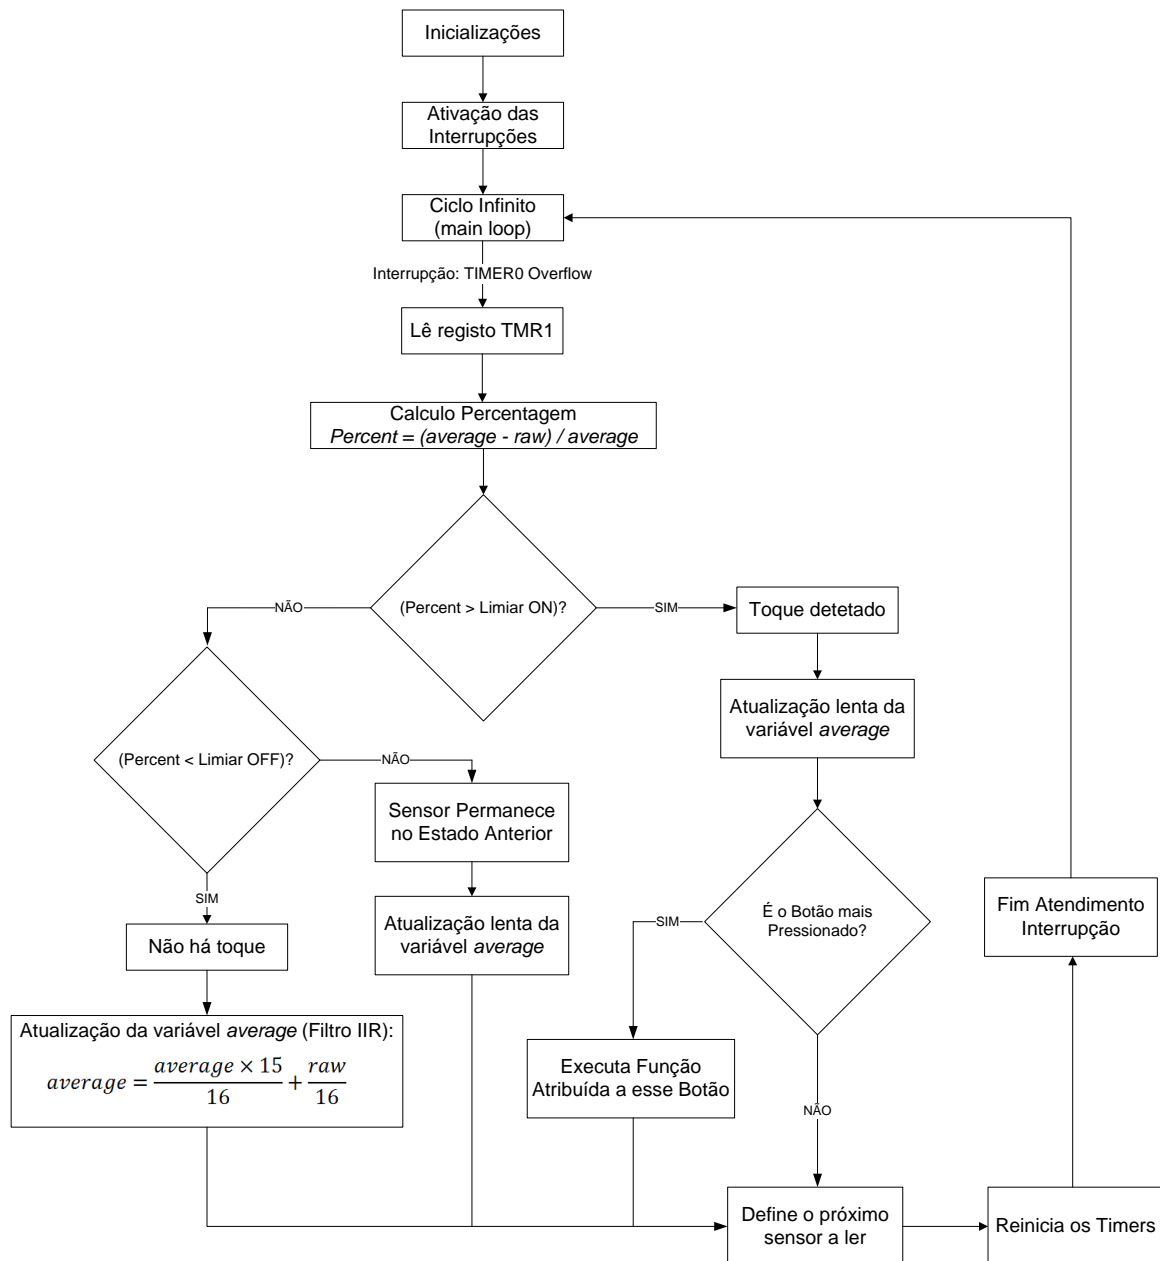 Inicializações
Ativação das
Interrupções
Ciclo Infinito
(main loop)
Interrupção: TIMER0 Overflow
Lê registo TMR1
Calculo Percentagem
Percent = (average - raw) / average
(Percent > Limiar ON)?
NÃO
SIM
Toque detetado
Atualização lenta da
variável average
(Percent < Limiar OFF)?
NÃO
Sensor Permanece
no Estado Anterior
SIM
Atualização lenta da
variável average
Não há toque
Atualização da variável average (Filtro IIR):
average = average × 15 / 16 + raw / 16
É o Botão mais
Pressionado?
SIM
Executa Função
Atribuída a esse Botão
NÃO
Define o próximo
sensor a ler
Reinicia os Timers
Fim Atendimento
Interrupção